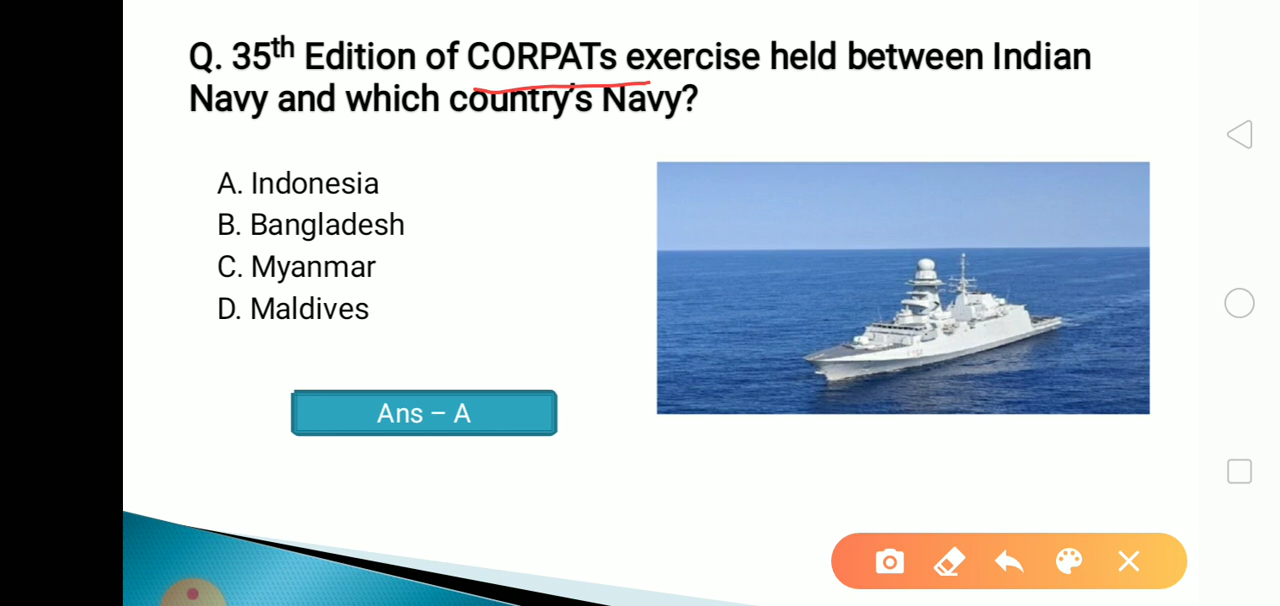 Q. 35th Edition of CORPATs exercise held between Indian
Navy and which country's Navy?
A. Indonesia
B. Bangladesh
C. Myanmar
D. Maldives
Ans – A